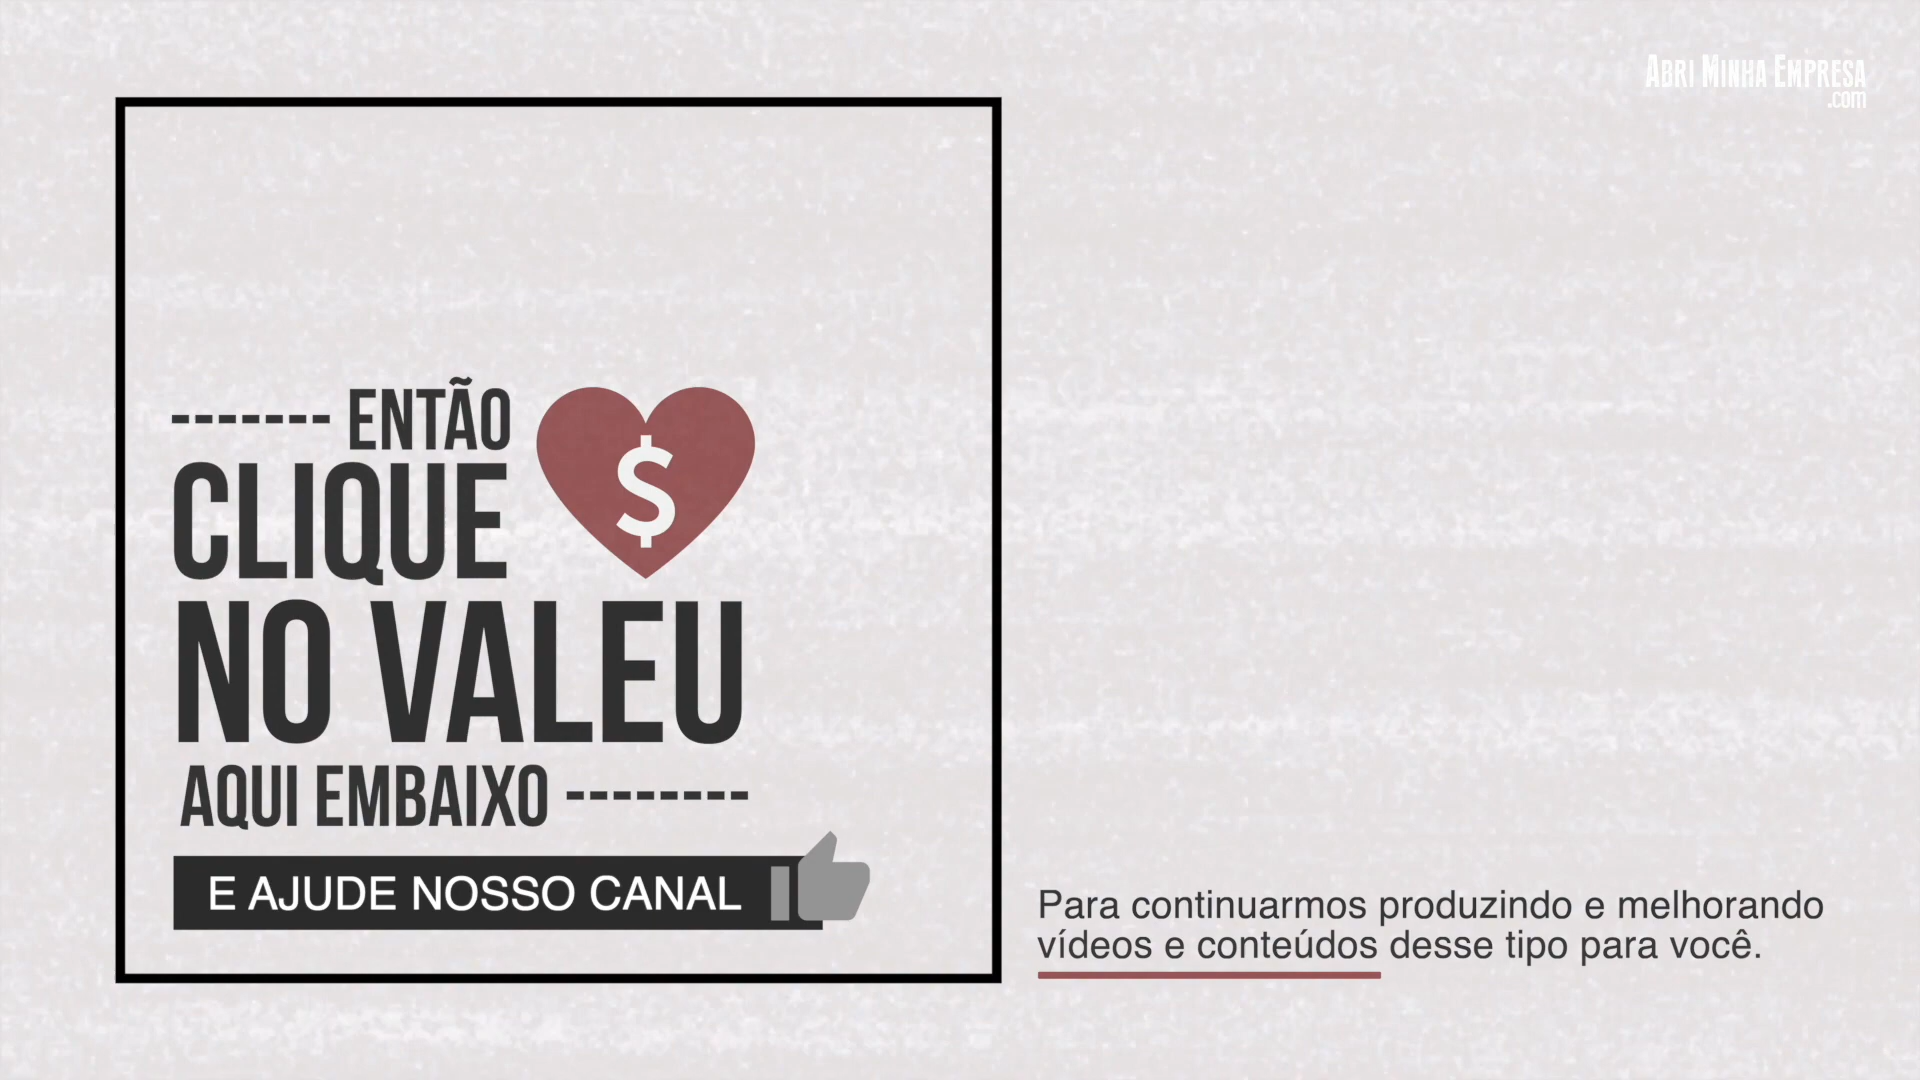 ABRI MINHA EMPRESA
.com
------- ENTÃO
CLIQUE
$
NO VALEU
AQUI EMBAIXO --------
E AJUDE NOSSO CANAL
Para continuarmos produzindo e melhorando
vídeos e conteúdos desse tipo para você.